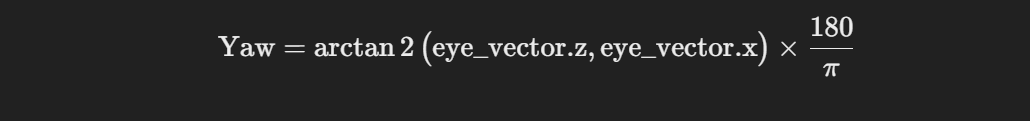 Yaw = arctan 2 (eye_vector.z, eye_vector.x) × 180/π